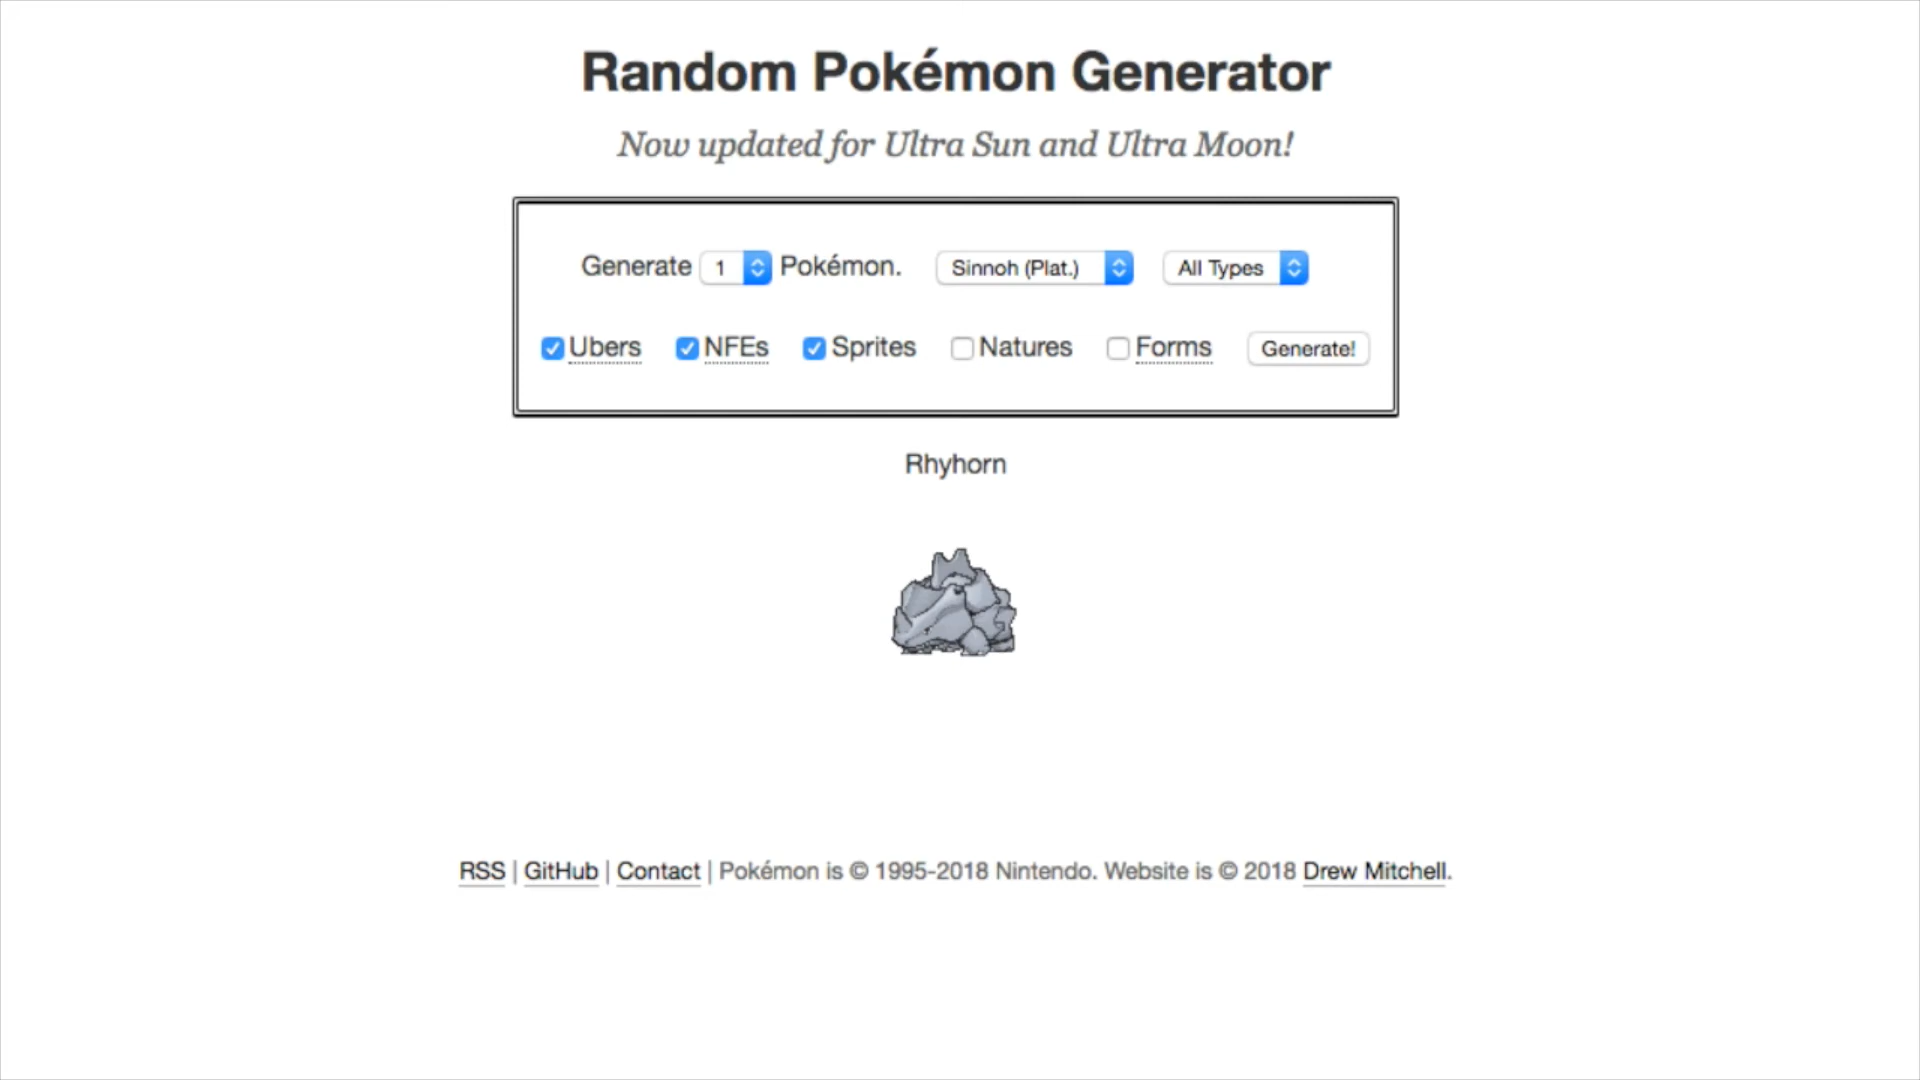 Random Pokémon Generator
Now updated for Ultra Sun and Ultra Moon!
Generate 1 Pokémon. Sinnoh (Plat.) All Types
Ubers NFEs Sprites Natures Forms Generate!
Rhyhorn
RSS | GitHub | Contact | Pokémon is © 1995-2018 Nintendo. Website is © 2018 Drew Mitchell.